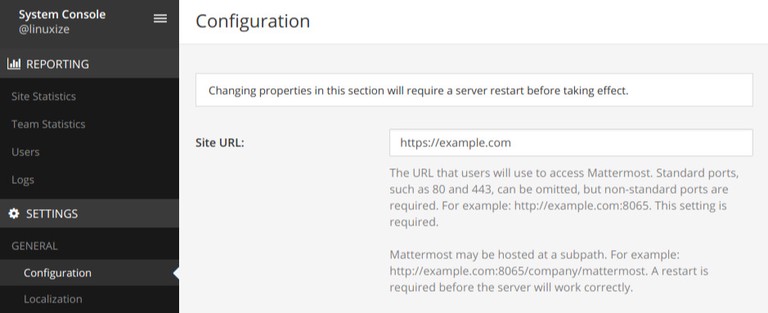 System Console
@linuxize
REPORTING
Site Statistics
Team Statistics
Users
Logs
SETTINGS
GENERAL
Configuration
Localization
Configuration
Changing properties in this section will require a server restart before taking effect.
Site URL:
https://example.com
The URL that users will use to access Mattermost. Standard ports,
such as 80 and 443, can be omitted, but non-standard ports are
required. For example: http://example.com:8065. This setting is
required.
Mattermost may be hosted at a subpath. For example:
http://example.com:8065/company/mattermost. A restart is
required before the server will work correctly.